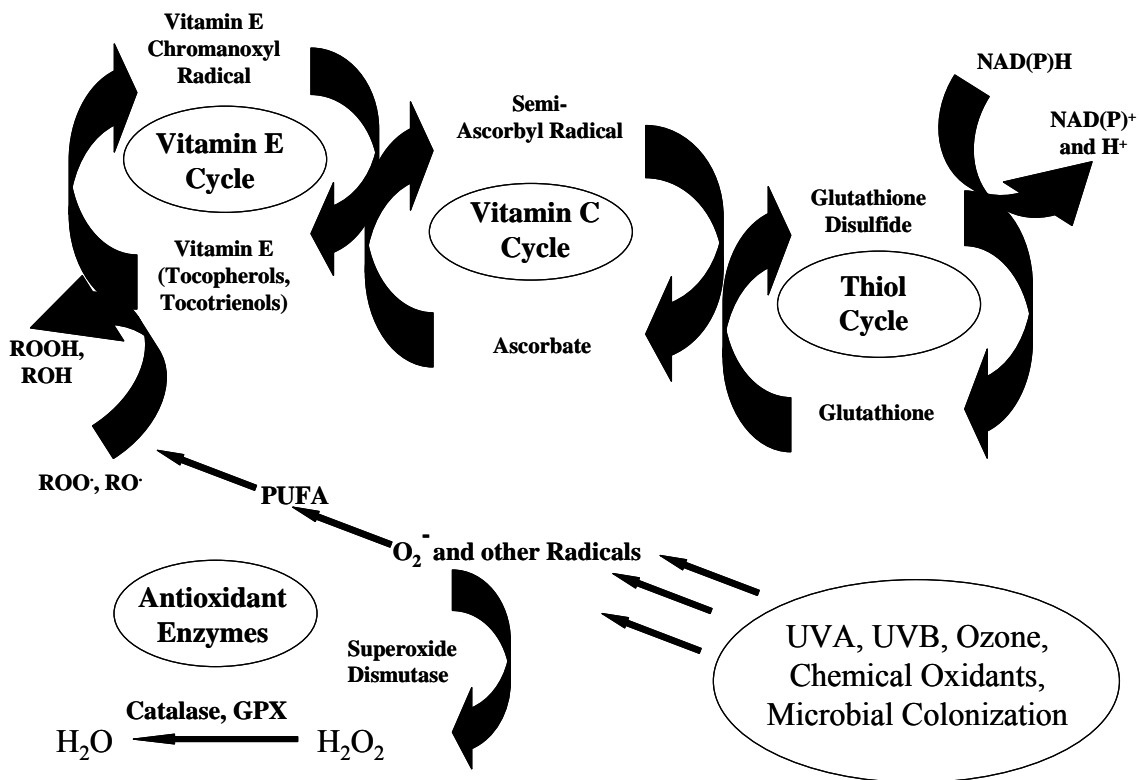 Vitamin E
Chromanoxyl
Radical
Vitamin E
Cycle
Vitamin E
(Tocopherols,
Tocotrienols)
ROOH,
ROH
ROO·, RO·
Semi-
Ascorbyl Radical
Vitamin C
Cycle
Ascorbate
NAD(P)H
NAD(P)⁺
and H⁺
Glutathione
Disulfide
Thiol
Cycle
Glutathione
PUFA
O₂⁻ and other Radicals
Antioxidant
Enzymes
Superoxide
Dismutase
Catalase, GPX
H₂O
H₂O₂
UVA, UVB, Ozone,
Chemical Oxidants,
Microbial Colonization